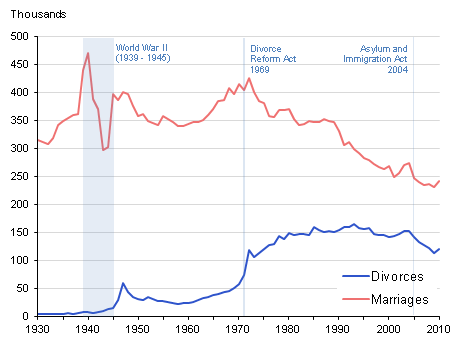 Thousands
500
450
400
350
300
250
200
150
100
50
0
World War II
(1939 - 1945)
Divorce
Reform Act
1969
Asylum and
Immigration Act
2004
Divorces
Marriages
1930 1940 1950 1960 1970 1980 1990 2000 2010